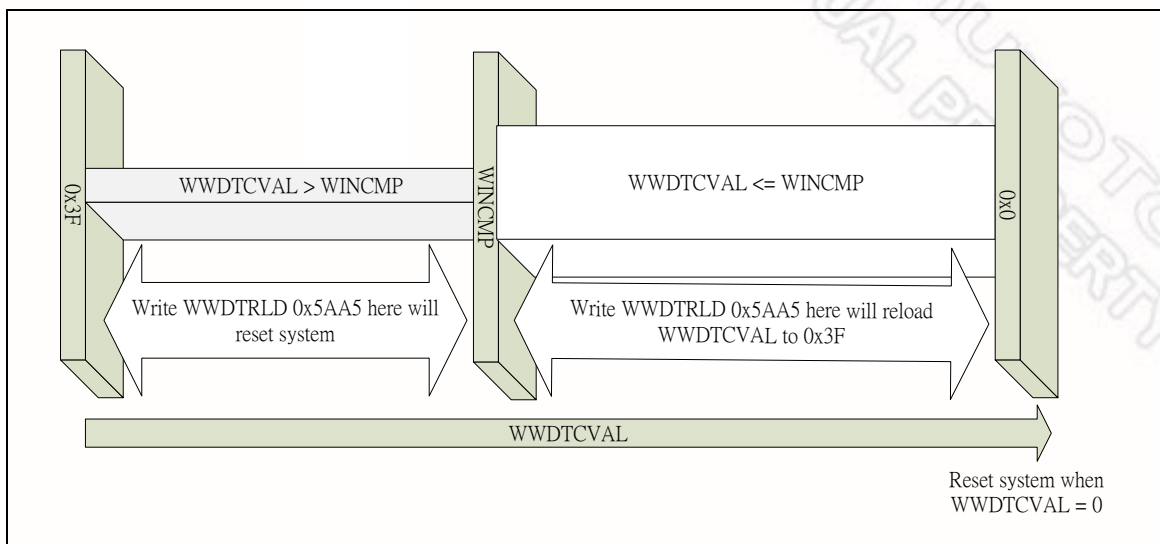 0x3F
WWDTCVAL > WINCMP
WINCMP
WWDTCVAL <= WINCMP
0x0
Write WWDTRLD 0x5AA5 here will
reset system
Write WWDTRLD 0x5AA5 here will reload
WWDTCVAL to 0x3F
WWDTCVAL
Reset system when
WWDTCVAL = 0